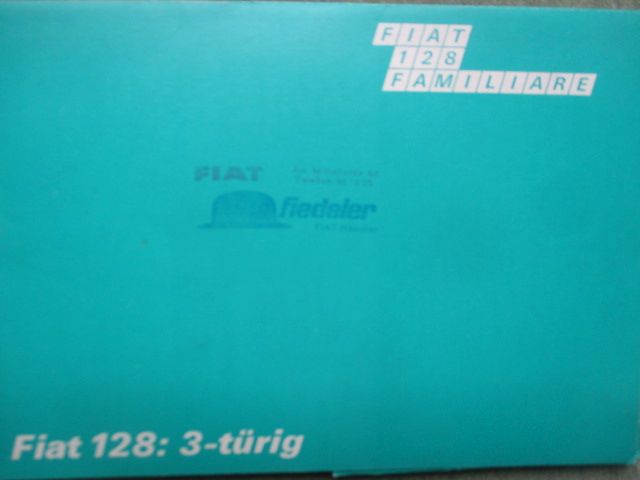 FIAT
128
FAMILIARE
FIAT
fiedeler
Fiat 128: 3-türig